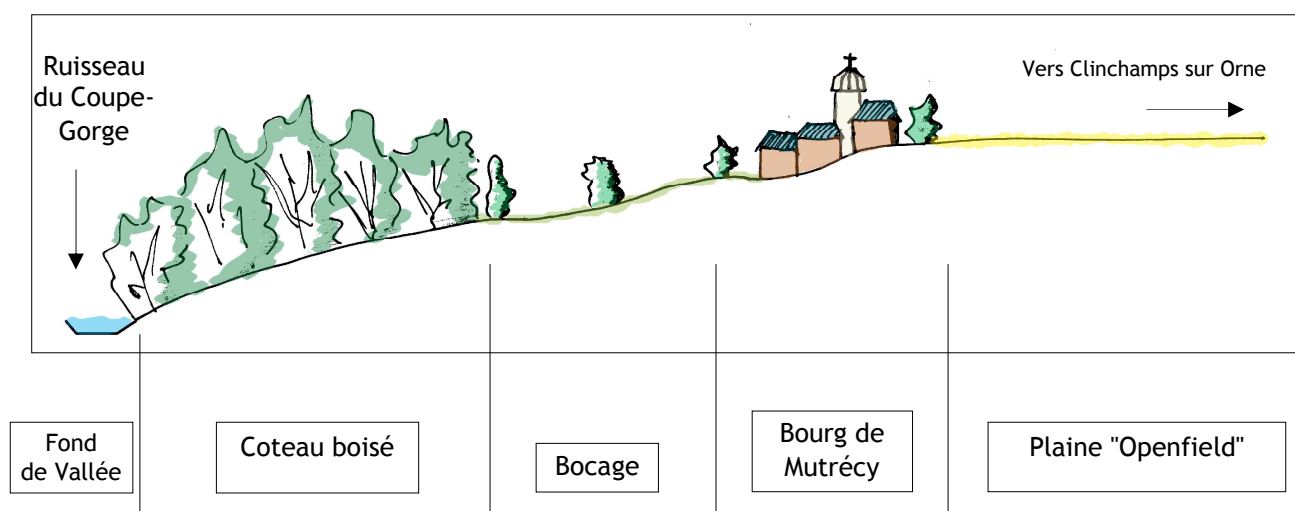 Ruisseau
du Coupe-
Gorge
Vers Clinchamps sur Orne
Fond
de Vallée
Coteau boisé
Bocage
Bourg de
Mutrécy
Plaine "Openfield"